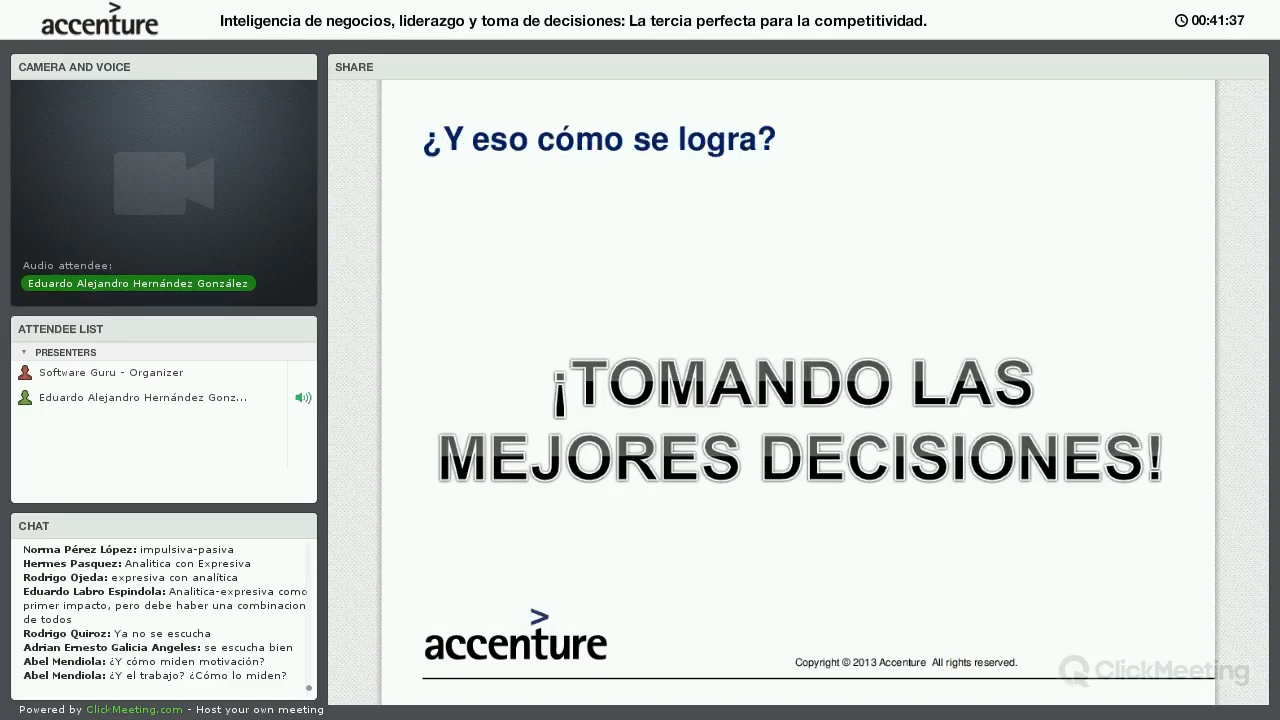 accenture
Inteligencia de negocios, liderazgo y toma de decisiones: La tercia perfecta para la competitividad.
00:41:37
CAMERA AND VOICE
Audio attendee:
Eduardo Alejandro Hernández González
ATTENDEE LIST
PRESENTERS
Software Guru - Organizer
Eduardo Alejandro Hernández Gonz...
CHAT
Norma Pérez López: impulsiva-pasiva
Hermes Pasquez: Analitica con Expresiva
Rodrigo Ojeda: expresiva con analítica
Eduardo Labro Espindola: Analitica-expresiva como
primer impacto, pero debe haber una combinacion
de todos
Rodrigo Quiroz: Ya no se escucha
Adrian Ernesto Galicia Angeles: se escucha bien
Abel Mendiola: ¿Y cómo miden motivación?
Abel Mendiola: ¿Y el trabajo? ¿Cómo lo miden?
Powered by ClickMeeting.com - Host your own meeting
SHARE
¿Y eso cómo se logra?
¡TOMANDO LAS
MEJORES DECISIONES!
accenture
Copyright © 2013 Accenture All rights reserved.
ClickMeeting